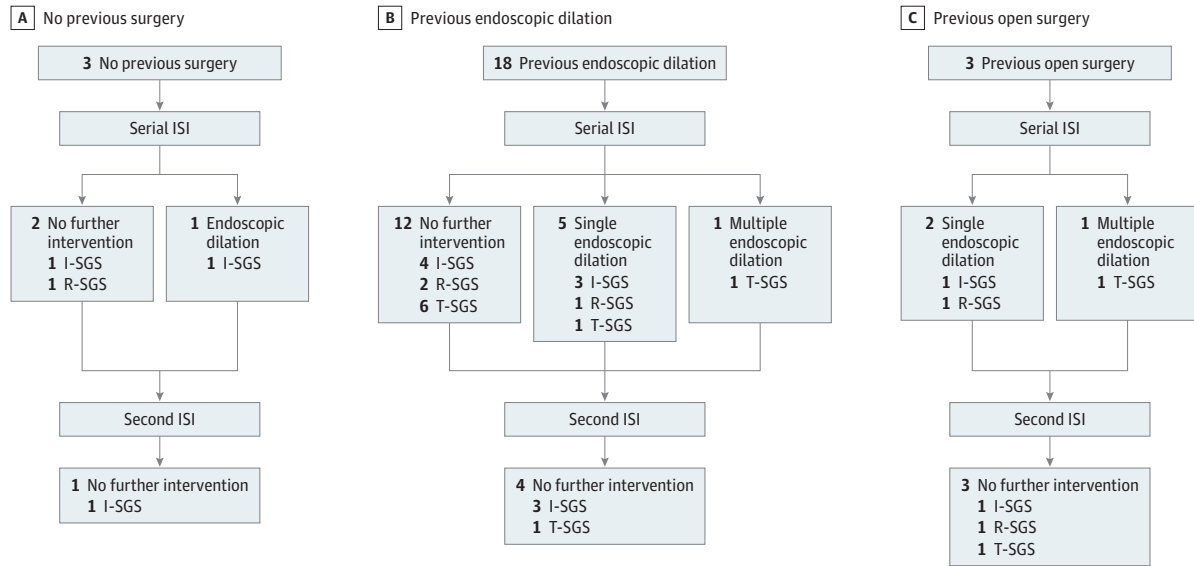 A No previous surgery
3 No previous surgery
Serial ISI
2 No further
intervention
1 I-SGS
1 R-SGS
1 Endoscopic
dilation
1 I-SGS
Second ISI
1 No further intervention
1 I-SGS
B Previous endoscopic dilation
18 Previous endoscopic dilation
Serial ISI
12 No further
intervention
4 I-SGS
2 R-SGS
6 T-SGS
5 Single
endoscopic
dilation
3 I-SGS
1 R-SGS
1 T-SGS
1 Multiple
endoscopic
dilation
1 T-SGS
Second ISI
4 No further intervention
3 I-SGS
1 T-SGS
C Previous open surgery
3 Previous open surgery
Serial ISI
2 Single
endoscopic
dilation
1 I-SGS
1 R-SGS
1 Multiple
endoscopic
dilation
1 T-SGS
Second ISI
3 No further intervention
1 I-SGS
1 R-SGS
1 T-SGS